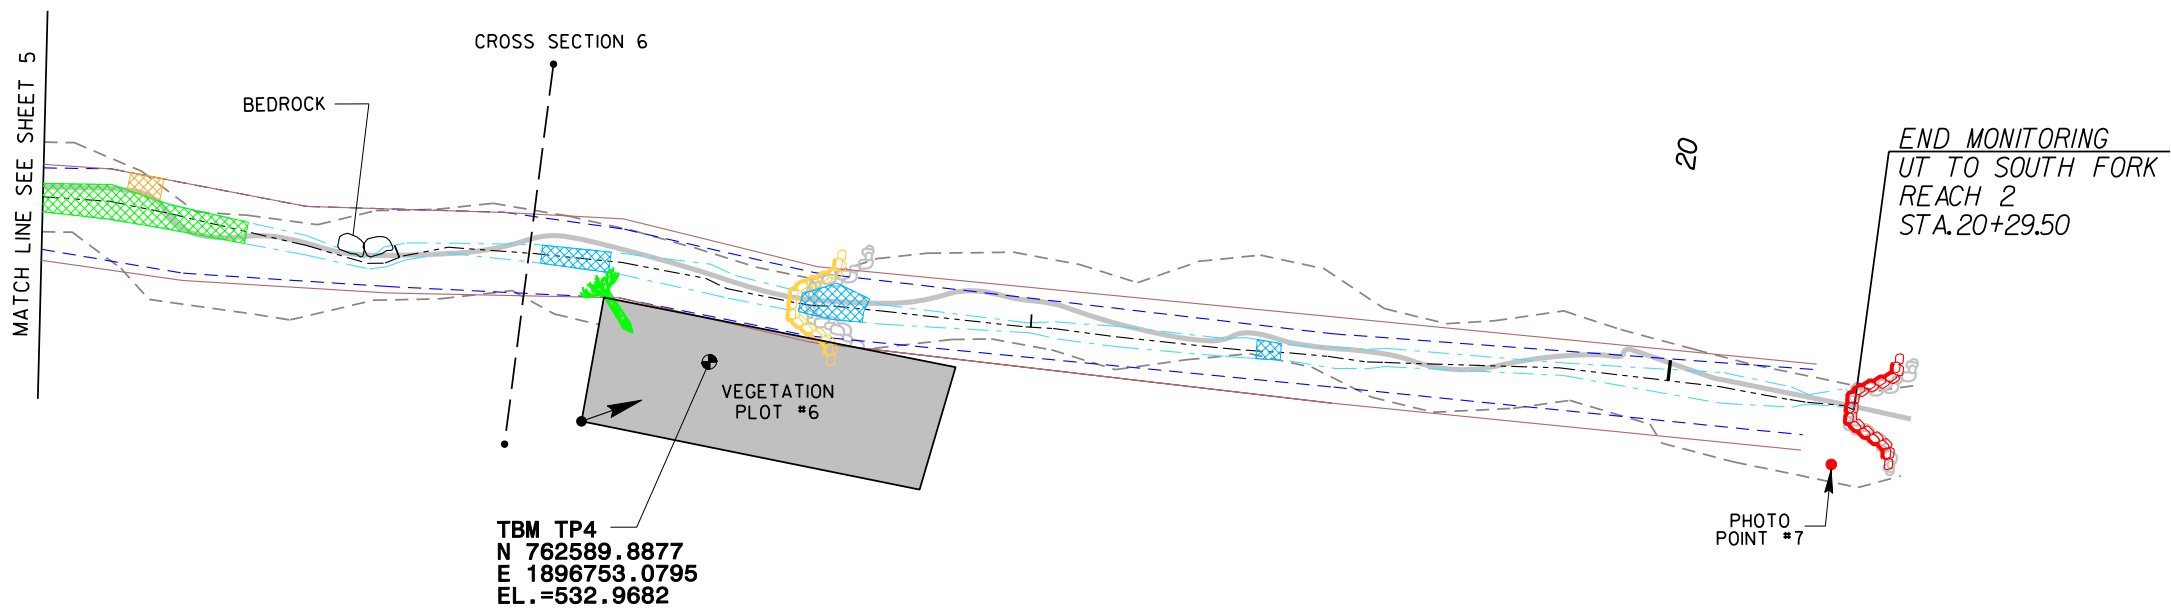 MATCH LINE SEE SHEET 5
CROSS SECTION 6
BEDROCK
VEGETATION
PLOT #6
TBM TP4
N 762589.8877
E 1896753.0795
EL.=532.9682
20
END MONITORING
UT TO SOUTH FORK
REACH 2
STA.20+29.50
PHOTO
POINT #7